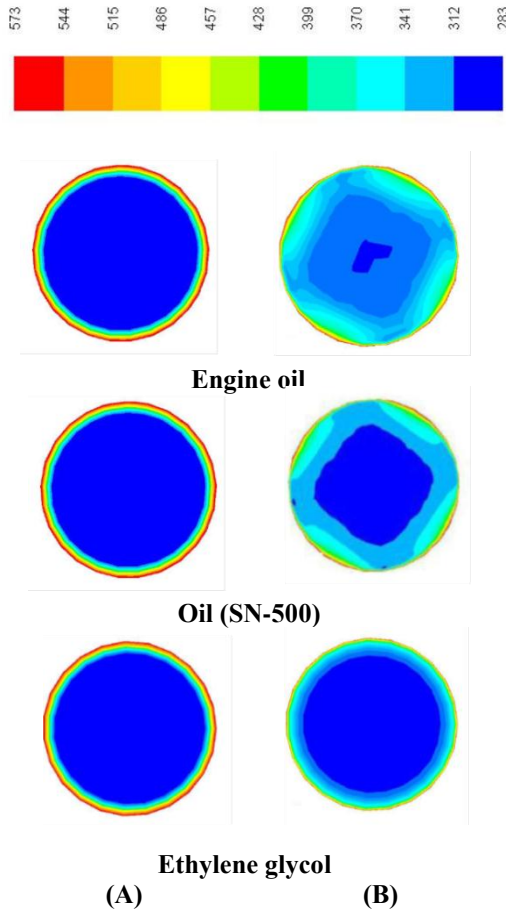 573 544 515 486 457 428 399 370 341 312 283
Engine oil
Oil (SN-500)
Ethylene glycol
(A) (B)